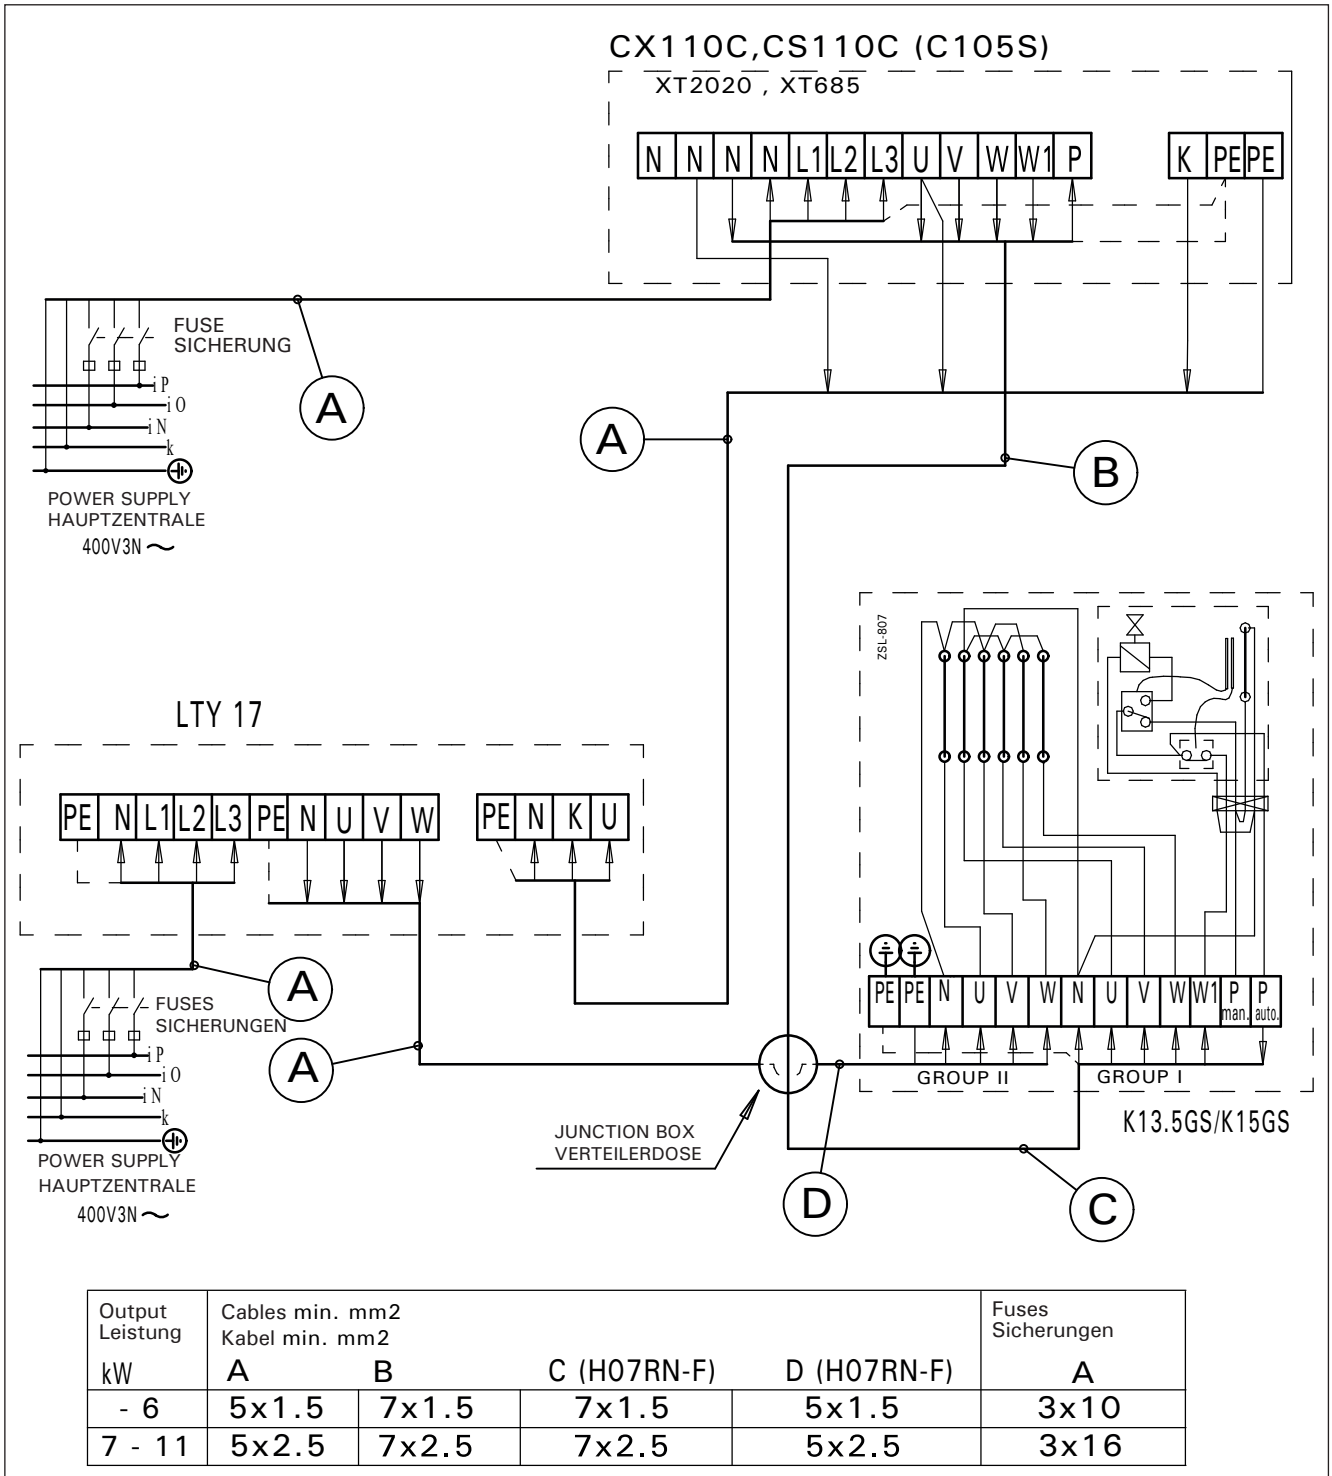 CX110C,CS110C (C105S)
XT2020 , XT685
N N N N L1 L2 L3 U V W W1 P K PE PE
FUSE
SICHERUNG
A
i P
i O
i N
k
POWER SUPPLY
HAUPTZENTRALE
400V3N ～
A
B
ZSL-807
LTY 17
PE N L1 L2 L3 PE N U V W PE N K U
A
FUSES
SICHERUNGEN
A
i P
i O
i N
k
POWER SUPPLY
HAUPTZENTRALE
400V3N ～
PE PE N U V W N U V W W1 P man. P auto.
GROUP II GROUP I
K13.5GS/K15GS
JUNCTION BOX
VERTEILERDOSE
D
C
Output Leistung kW
Cables min. mm2
Kabel min. mm2
Fuses
Sicherungen
A B C (H07RN-F) D (H07RN-F) A
- 6 5x1.5 7x1.5 7x1.5 5x1.5 3x10
7 - 11 5x2.5 7x2.5 7x2.5 5x2.5 3x16